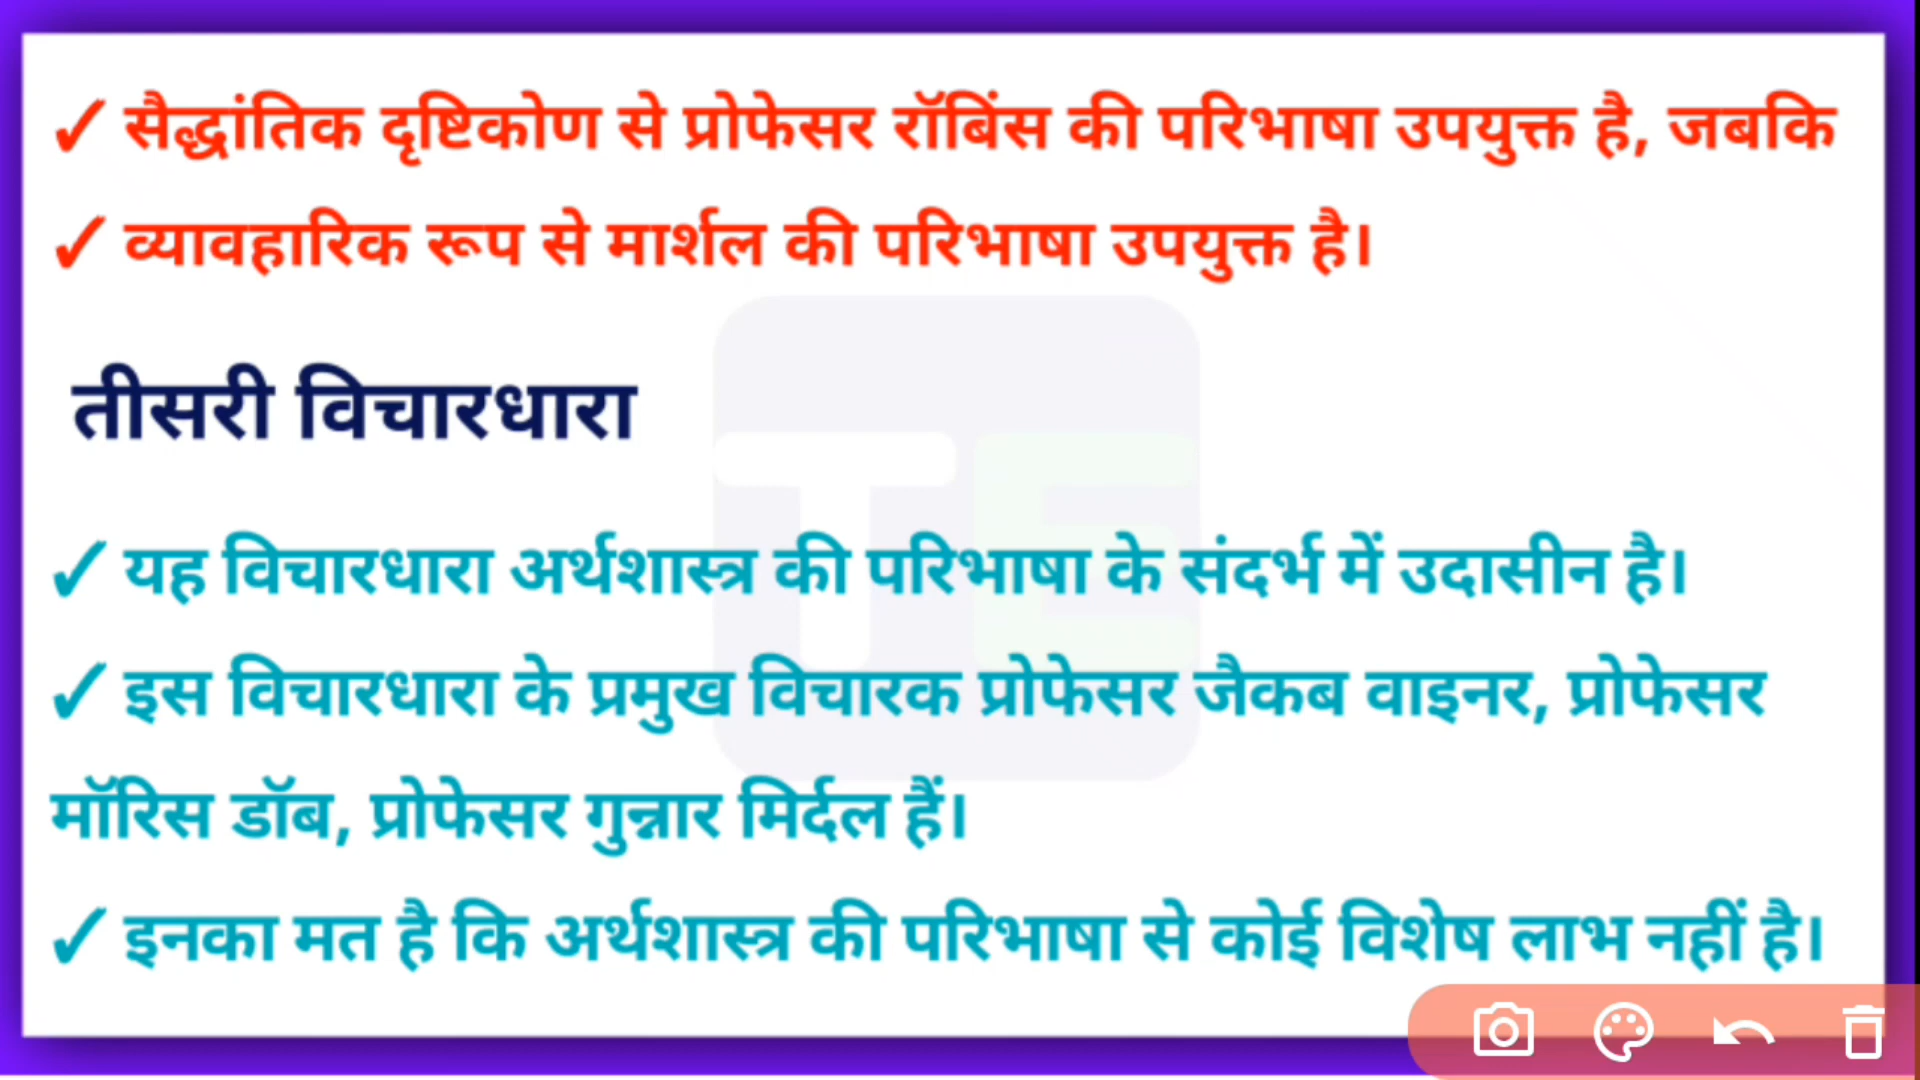 ✓ सैद्धांतिक दृष्टिकोण से प्रोफेसर रॉबिंस की परिभाषा उपयुक्त है, जबकि
✓ व्यावहारिक रूप से मार्शल की परिभाषा उपयुक्त है।
तीसरी विचारधारा
TE
✓ यह विचारधारा अर्थशास्त्र की परिभाषा के संदर्भ में उदासीन है।
✓ इस विचारधारा के प्रमुख विचारक प्रोफेसर जैकब वाइनर, प्रोफेसर
मॉरिस डॉब, प्रोफेसर गुन्नार मिर्दल हैं।
✓ इनका मत है कि अर्थशास्त्र की परिभाषा से कोई विशेष लाभ नहीं है।